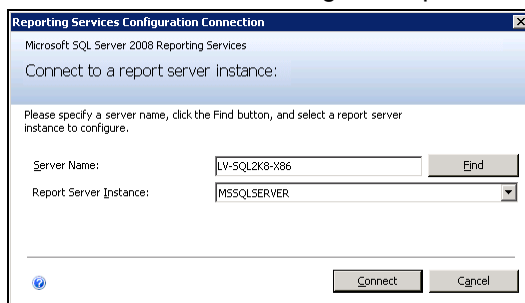 Reporting Services Configuration Connection
Microsoft SQL Server 2008 Reporting Services
Connect to a report server instance:
Please specify a server name, click the Find button, and select a report server
instance to configure.
Server Name: LV-SQL2K8-X86 Find
Report Server Instance: MSSQLSERVER
Connect Cancel